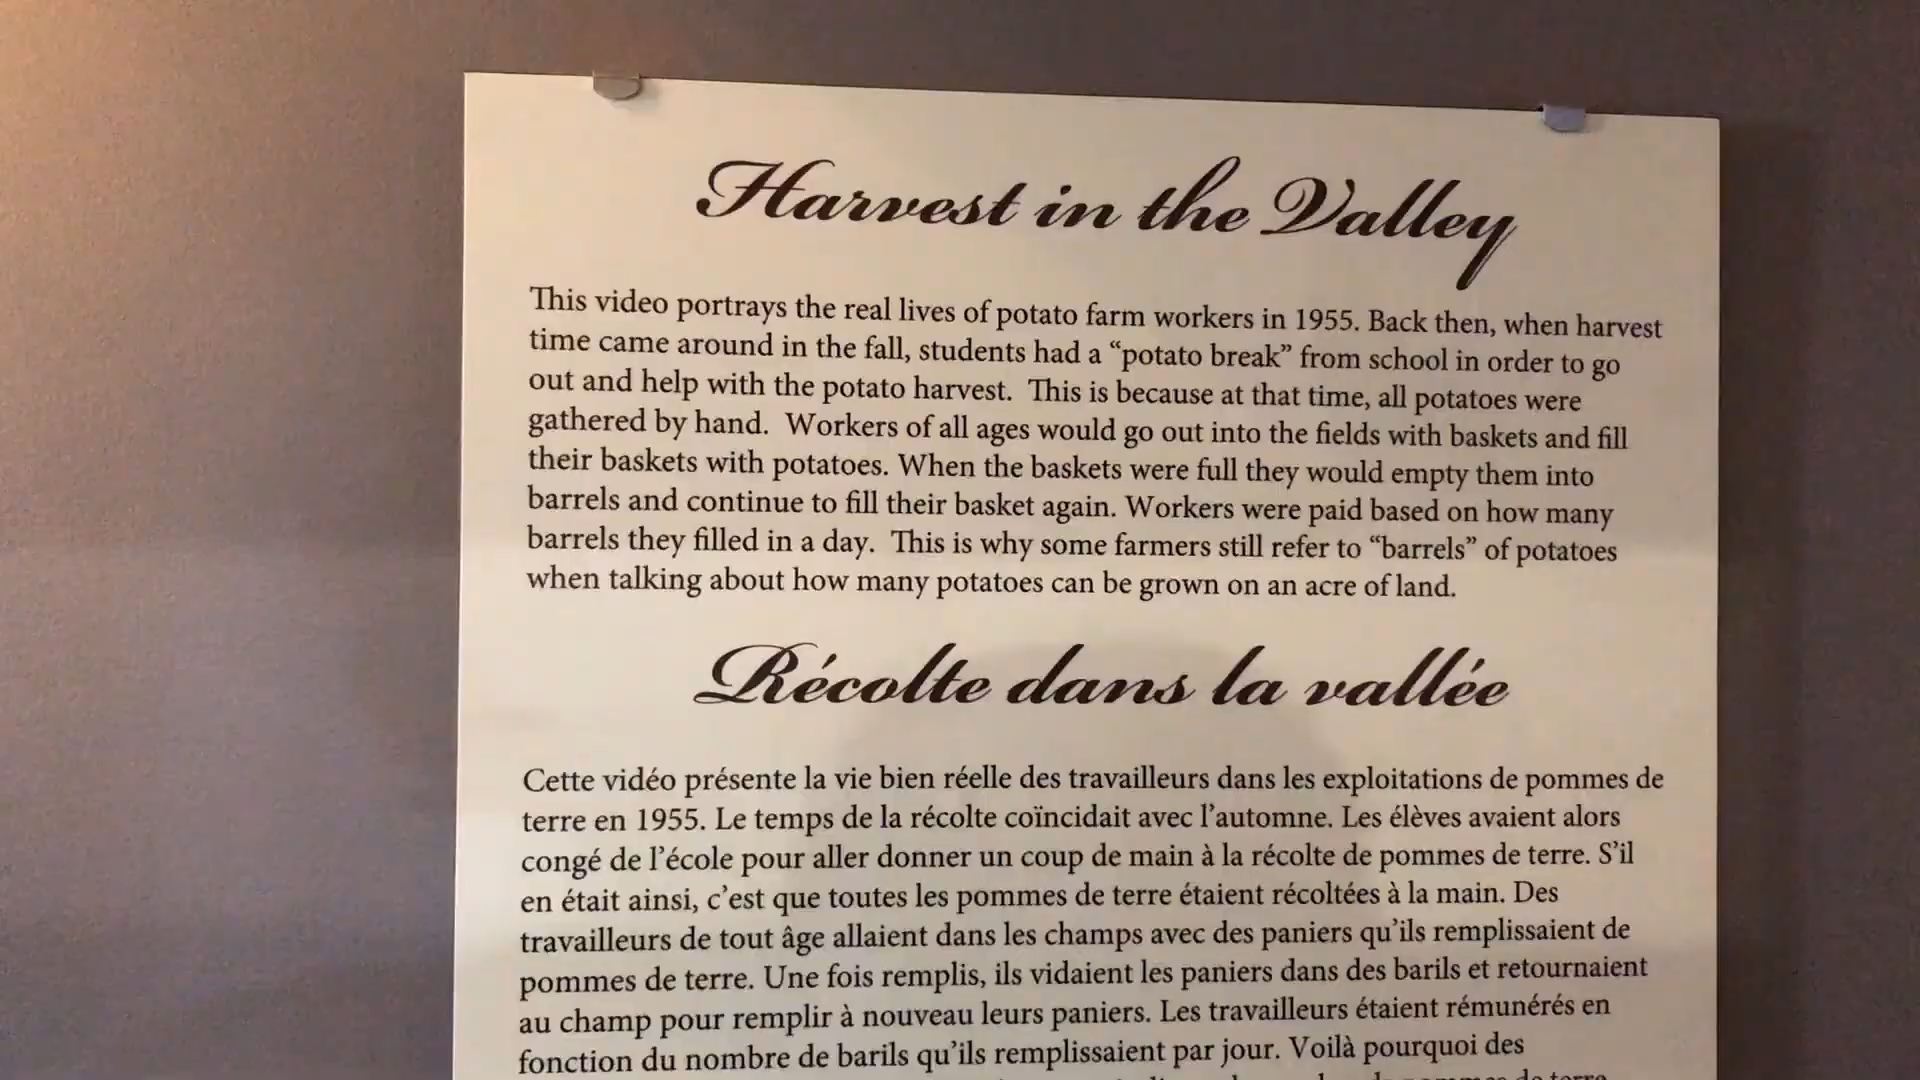 Harvest in the Valley
This video portrays the real lives of potato farm workers in 1955. Back then, when harvest
time came around in the fall, students had a “potato break” from school in order to go
out and help with the potato harvest.  This is because at that time, all potatoes were
gathered by hand.  Workers of all ages would go out into the fields with baskets and fill
their baskets with potatoes. When the baskets were full they would empty them into
barrels and continue to fill their basket again. Workers were paid based on how many
barrels they filled in a day.  This is why some farmers still refer to “barrels” of potatoes
when talking about how many potatoes can be grown on an acre of land.
Récolte dans la vallée
Cette vidéo présente la vie bien réelle des travailleurs dans les exploitations de pommes de
terre en 1955. Le temps de la récolte coïncidait avec l’automne. Les élèves avaient alors
congé de l’école pour aller donner un coup de main à la récolte de pommes de terre. S’il
en était ainsi, c’est que toutes les pommes de terre étaient récoltées à la main. Des
travailleurs de tout âge allaient dans les champs avec des paniers qu’ils remplissaient de
pommes de terre. Une fois remplis, ils vidaient les paniers dans des barils et retournaient
au champ pour remplir à nouveau leurs paniers. Les travailleurs étaient rémunérés en
fonction du nombre de barils qu’ils remplissaient par jour. Voilà pourquoi des
de terre